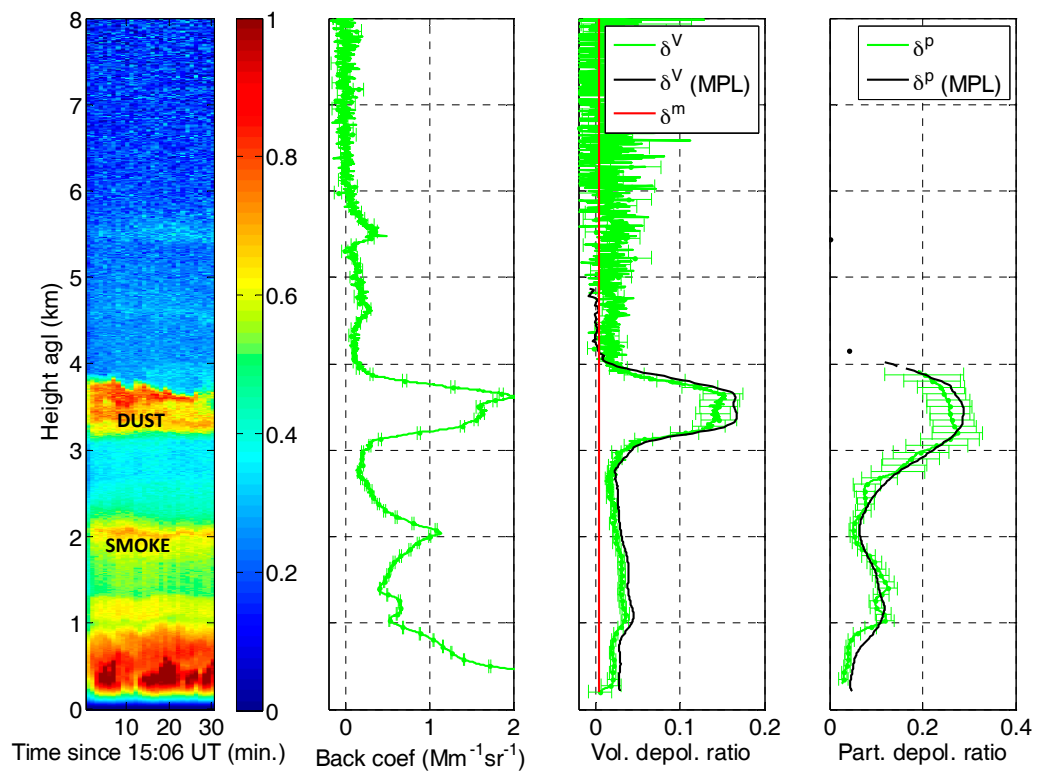 8
7
6
5
4
3
2
1
0
Height agl (km)
DUST
SMOKE
10
20
30
Time since 15:06 UT (min.)
1
0.8
0.6
0.4
0.2
0
0
1
2
Back coef (Mm⁻¹sr⁻¹)
δᵛ
δᵛ (MPL)
δᵐ
0
0.1
0.2
Vol. depol. ratio
δᵖ
δᵖ (MPL)
0
0.2
0.4
Part. depol. ratio